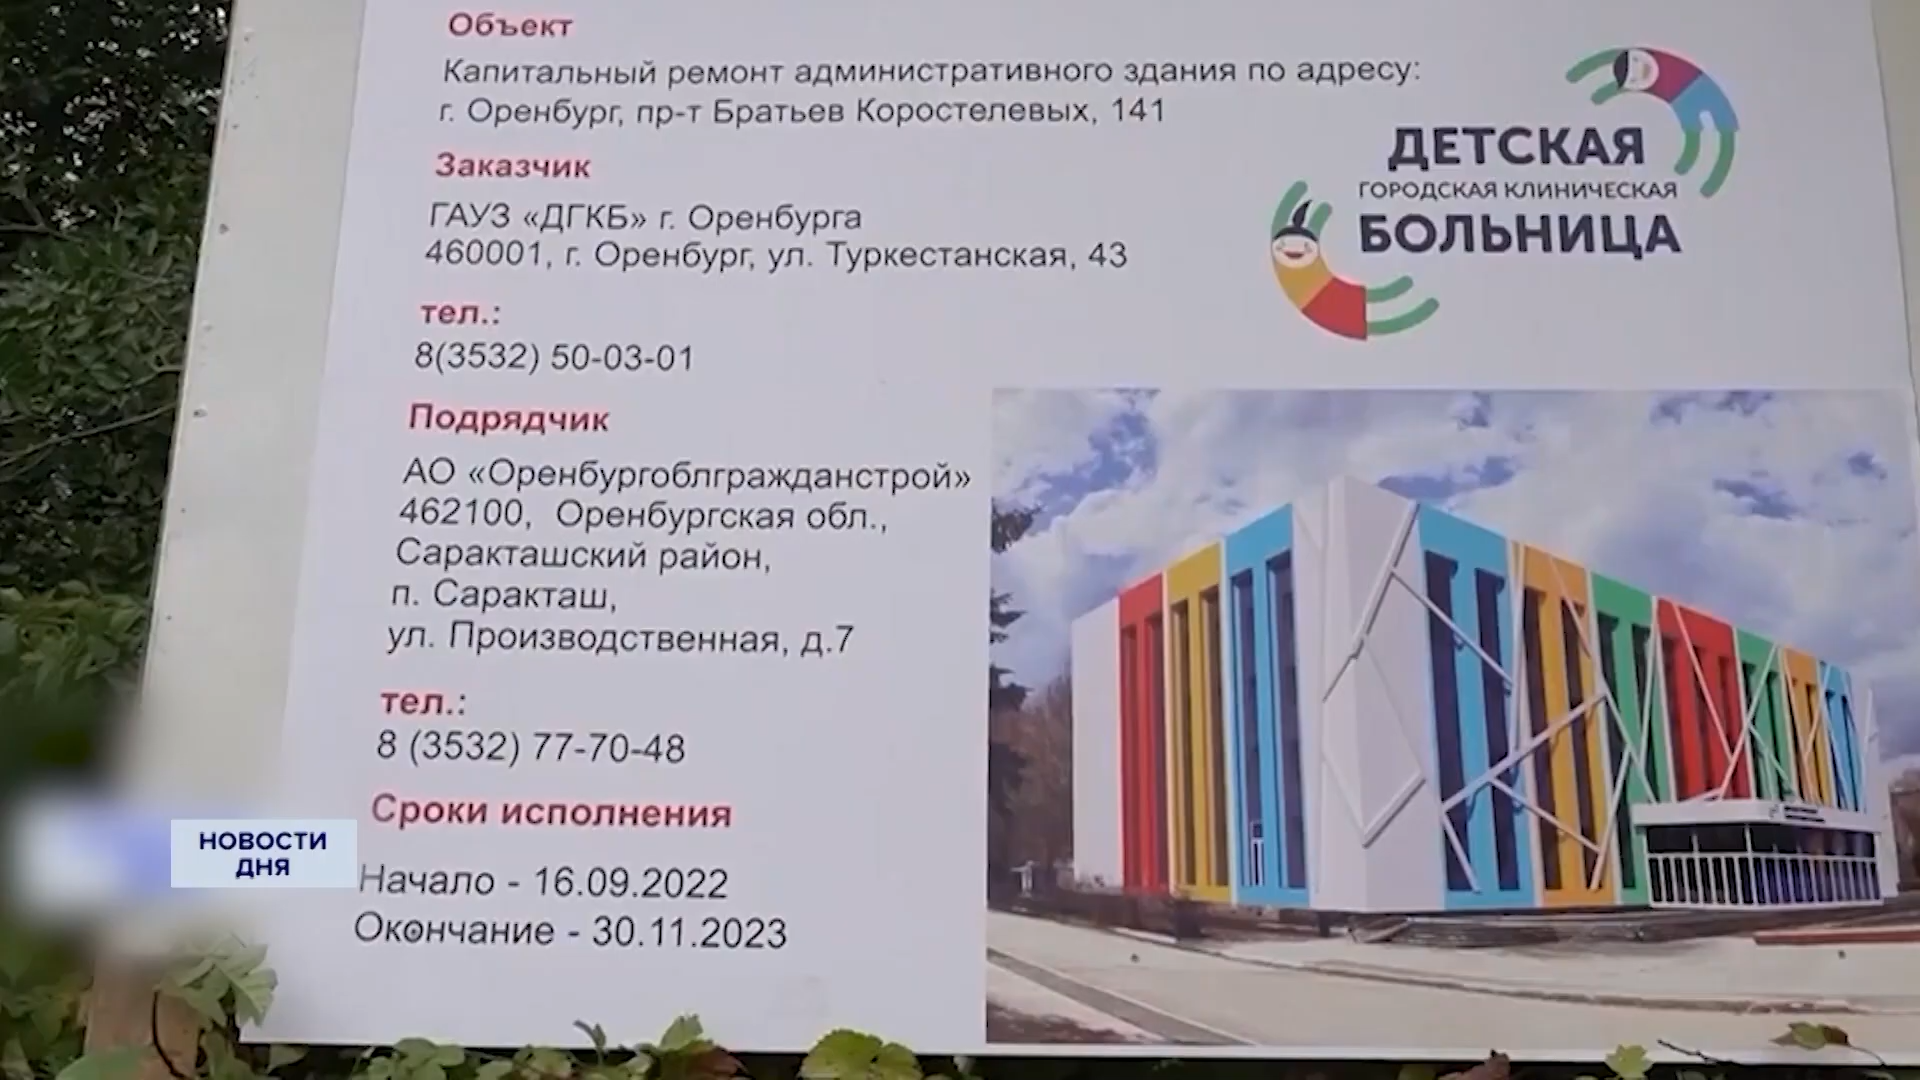 Объект
Капитальный ремонт административного здания по адресу:
г. Оренбург, пр-т Братьев Коростелевых, 141
Заказчик
ГАУЗ «ДГКБ» г. Оренбурга
460001, г. Оренбург, ул. Туркестанская, 43
тел.:
8(3532) 50-03-01
Подрядчик
АО «Оренбургоблгражданстрой»
462100, Оренбургская обл.,
Саракташский район,
п. Саракташ,
ул. Производственная, д.7
тел.:
8 (3532) 77-70-48
Сроки исполнения
Начало - 16.09.2022
Окончание - 30.11.2023
ДЕТСКАЯ
ГОРОДСКАЯ КЛИНИЧЕСКАЯ
БОЛЬНИЦА
НОВОСТИ
ДНЯ